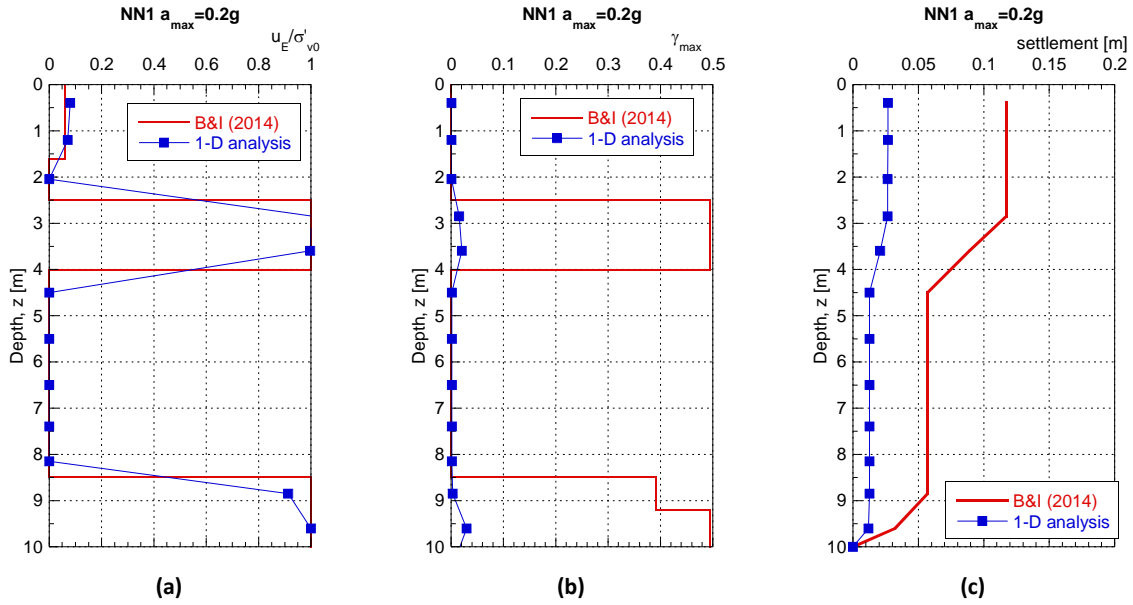 NN1 a_max=0.2g
u_E/σ'_v0
0 0.2 0.4 0.6 0.8 1
0
1
2
3
4
5
6
7
8
9
10
Depth, z [m]
B&I (2014)
1-D analysis
(a)
NN1 a_max=0.2g
γ_max
0 0.1 0.2 0.3 0.4 0.5
0
1
2
3
4
5
6
7
8
9
10
Depth, z [m]
B&I (2014)
1-D analysis
(b)
NN1 a_max=0.2g
settlement [m]
0 0.05 0.1 0.15 0.2
0
1
2
3
4
5
6
7
8
9
10
Depth, z [m]
B&I (2014)
1-D analysis
(c)